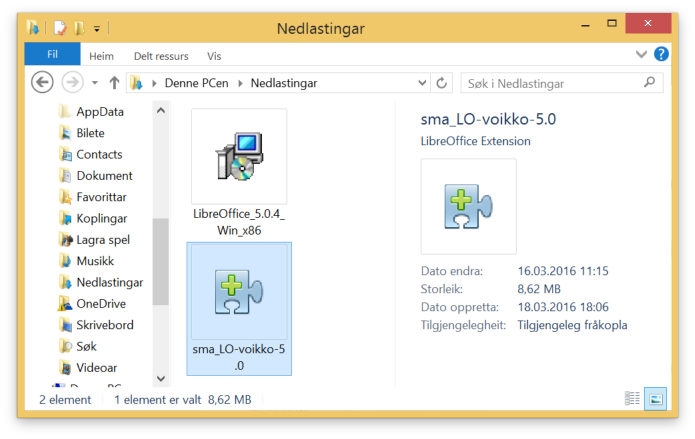 Nedlastingar
Fil Heim Delt ressurs Vis
Denne PCen Nedlastingar Søk i Nedlastingar
AppData
Bilete
Contacts
Dokument
Favorittar
Koplingar
Lagra spel
Musikk
Nedlastingar
OneDrive
Skrivebord
Søk
Videoar
LibreOffice_5.0.4_
Win_x86
sma_LO-voikko-5
.0
sma_LO-voikko-5.0
LibreOffice Extension
Dato endra: 16.03.2016 11:15
Storleik: 8,62 MB
Dato oppretta: 18.03.2016 18:06
Tilgjengelegheit: Tilgjengeleg fråkopla
2 element 1 element er valt 8,62 MB